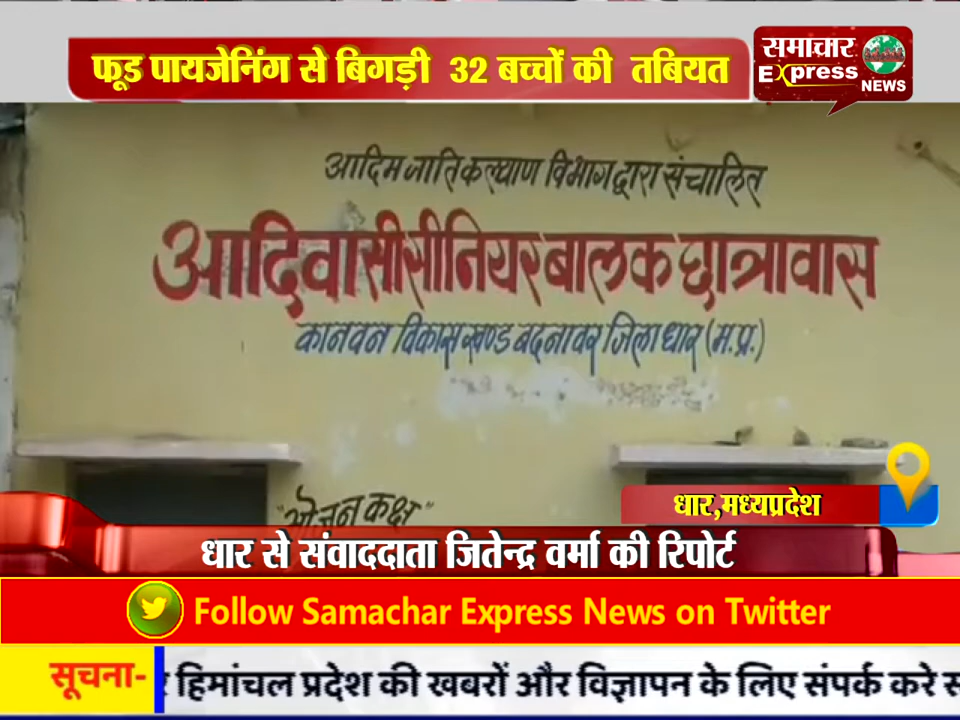 फूड पायजेनिंग से बिगड़ी 32 बच्चों की तबियत
समाचार
Express
NEWS
आदिम जाति कल्याण विभाग द्वारा संचालित
आदिवासी सीनियर बालक छात्रावास
कानवन विकास खण्ड बदनावर जिला धार (म.प्र.)
"भोजन कक्ष"
धार,मध्यप्रदेश
धार से संवाददाता जितेन्द्र वर्मा की रिपोर्ट
Follow Samachar Express News on Twitter
सूचना- हिमांचल प्रदेश की खबरों और विज्ञापन के लिए संपर्क करे